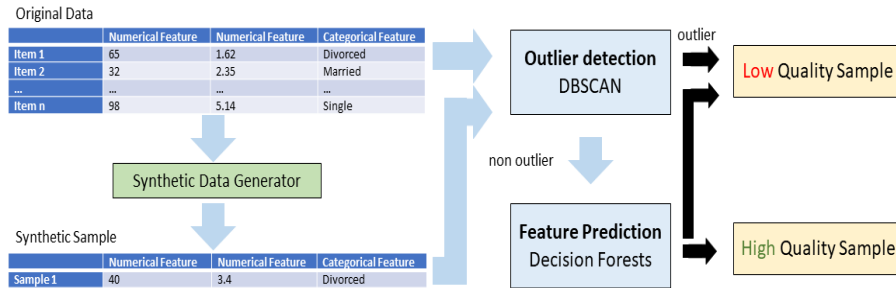 Original Data
Numerical Feature Numerical Feature Categorical Feature
Item 1 65 1.62 Divorced
Item 2 32 2.35 Married
... ... ... ...
Item n 98 5.14 Single
Synthetic Data Generator
Synthetic Sample
Numerical Feature Numerical Feature Categorical Feature
Sample 1 40 3.4 Divorced
Outlier detection
DBSCAN
outlier
Low Quality Sample
non outlier
Feature Prediction
Decision Forests
High Quality Sample